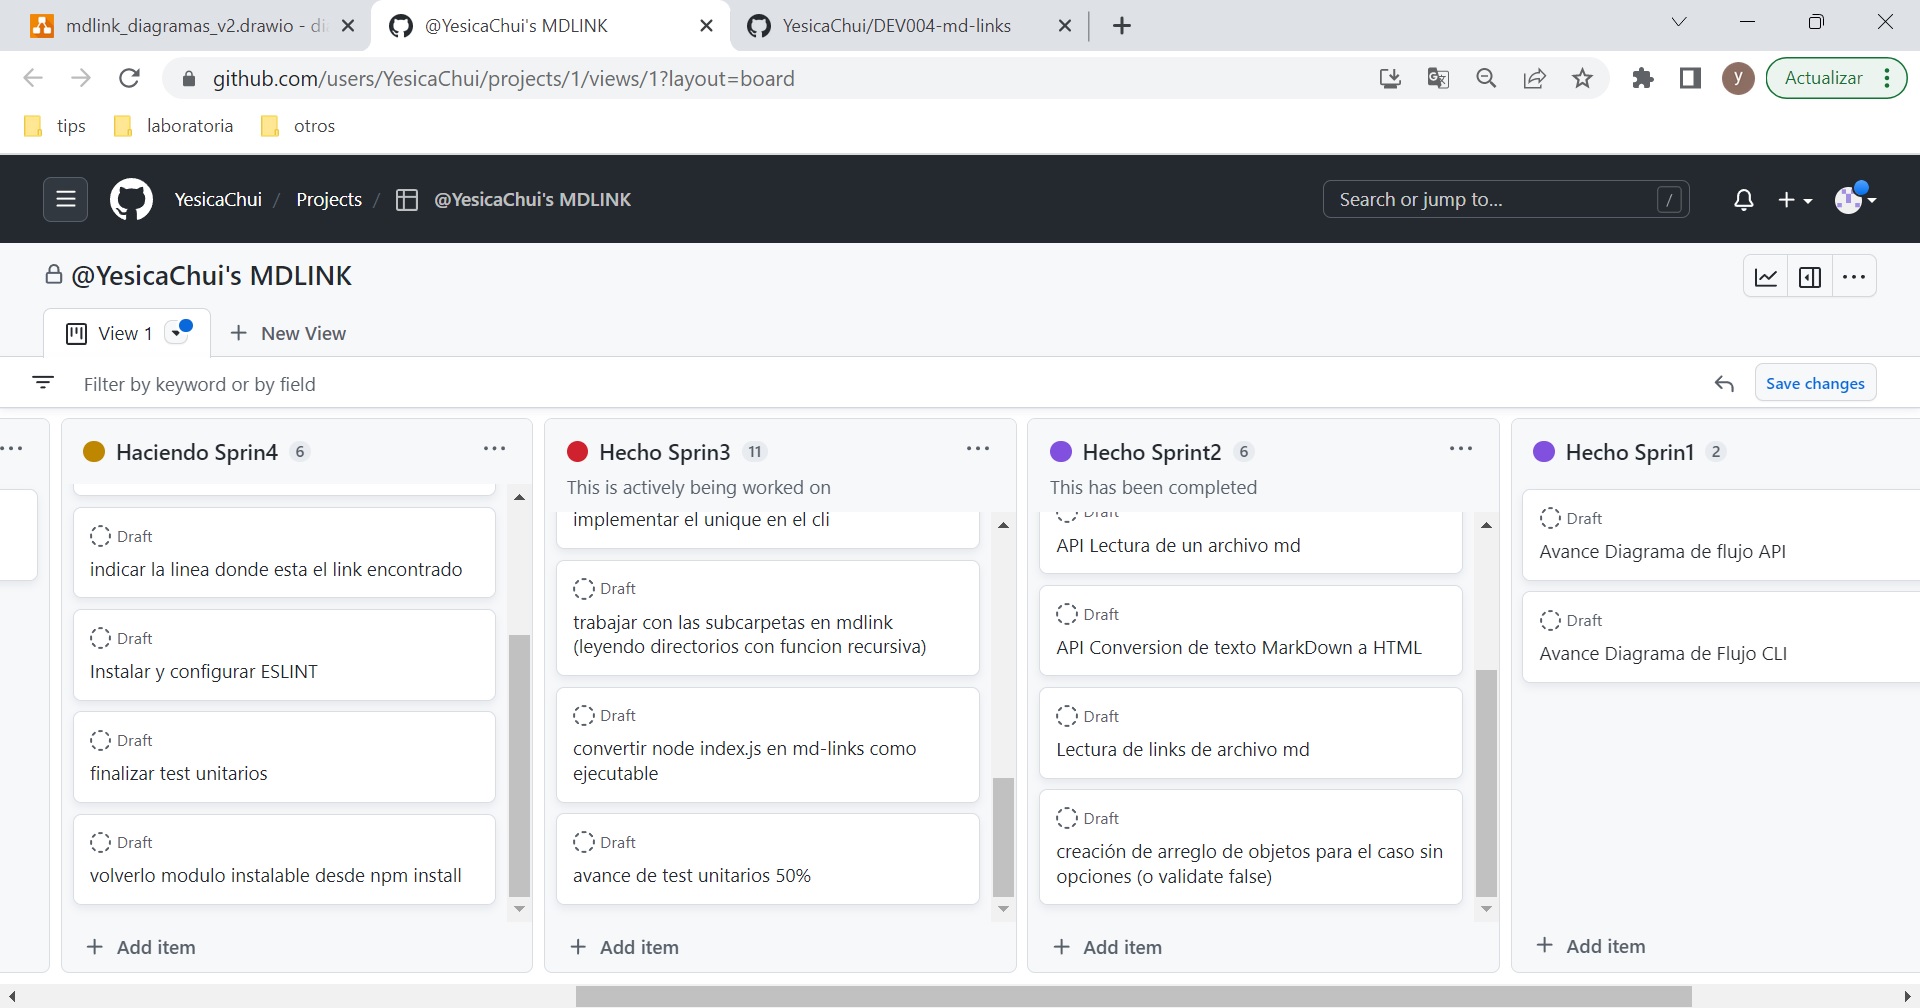 mdlink_diagramas_v2.drawio - di
@YesicaChui's MDLINK
YesicaChui/DEV004-md-links
github.com/users/YesicaChui/projects/1/views/1?layout=board
y
Actualizar
tips
laboratoria
otros
YesicaChui / Projects / @YesicaChui's MDLINK
Search or jump to... /
@YesicaChui's MDLINK
View 1
New View
Filter by keyword or by field
Save changes
Haciendo Sprin4 6
Draft
indicar la linea donde esta el link encontrado
Draft
Instalar y configurar ESLINT
Draft
finalizar test unitarios
Draft
volverlo modulo instalable desde npm install
Add item
Hecho Sprin3 11
This is actively being worked on
implementar el unique en el cli
Draft
trabajar con las subcarpetas en mdlink
(leyendo directorios con funcion recursiva)
Draft
convertir node index.js en md-links como
ejecutable
Draft
avance de test unitarios 50%
Add item
Hecho Sprint2 6
This has been completed
Draft
API Lectura de un archivo md
Draft
API Conversion de texto MarkDown a HTML
Draft
Lectura de links de archivo md
Draft
creación de arreglo de objetos para el caso sin
opciones (o validate false)
Add item
Hecho Sprin1 2
Draft
Avance Diagrama de flujo API
Draft
Avance Diagrama de Flujo CLI
Add item